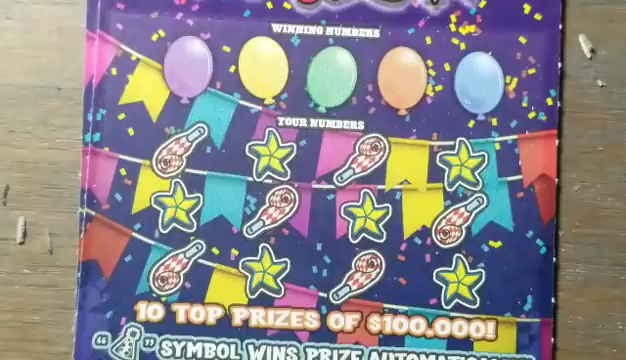 WINNING NUMBERS
YOUR NUMBERS
10 TOP PRIZES OF $100,000!
“ ” SYMBOL WINS PRIZE